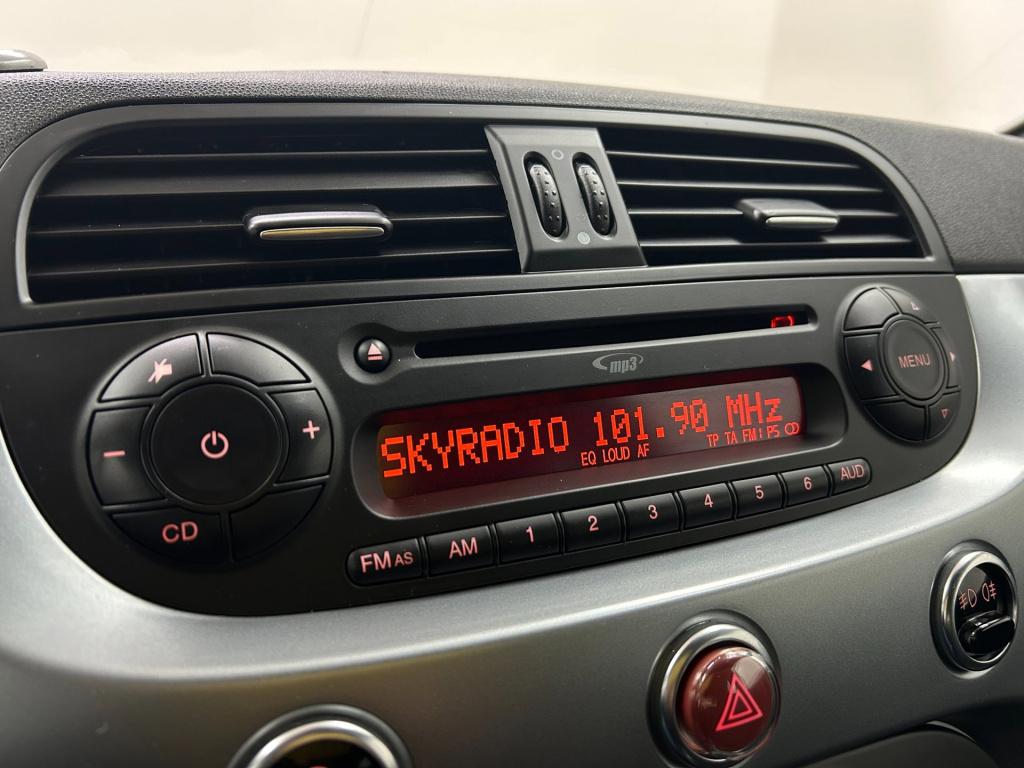 mp3
MENU
SKYRADIO 101.90 MHz
EQ LOUD AF
TP TA FM1 P5
CD
FM AS AM 1 2 3 4 5 6 AUD